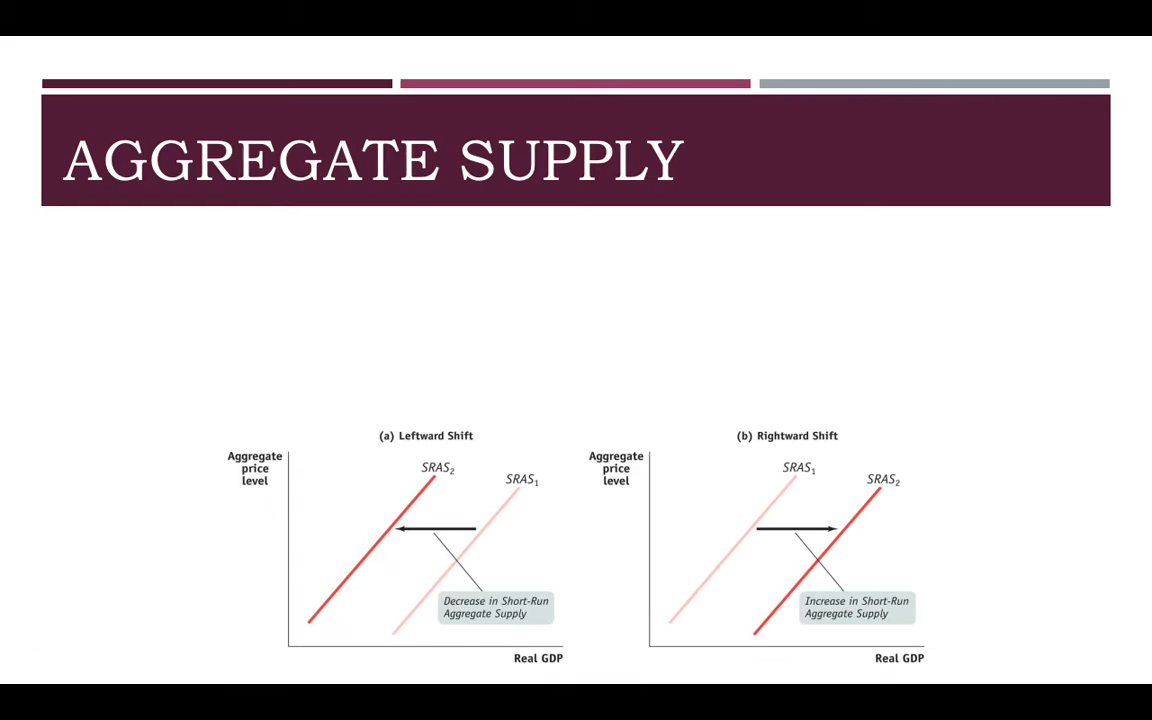 AGGREGATE SUPPLY
(a) Leftward Shift
Aggregate
price
level
SRAS2
SRAS1
Decrease in Short-Run
Aggregate Supply
Real GDP
(b) Rightward Shift
Aggregate
price
level
SRAS1
SRAS2
Increase in Short-Run
Aggregate Supply
Real GDP